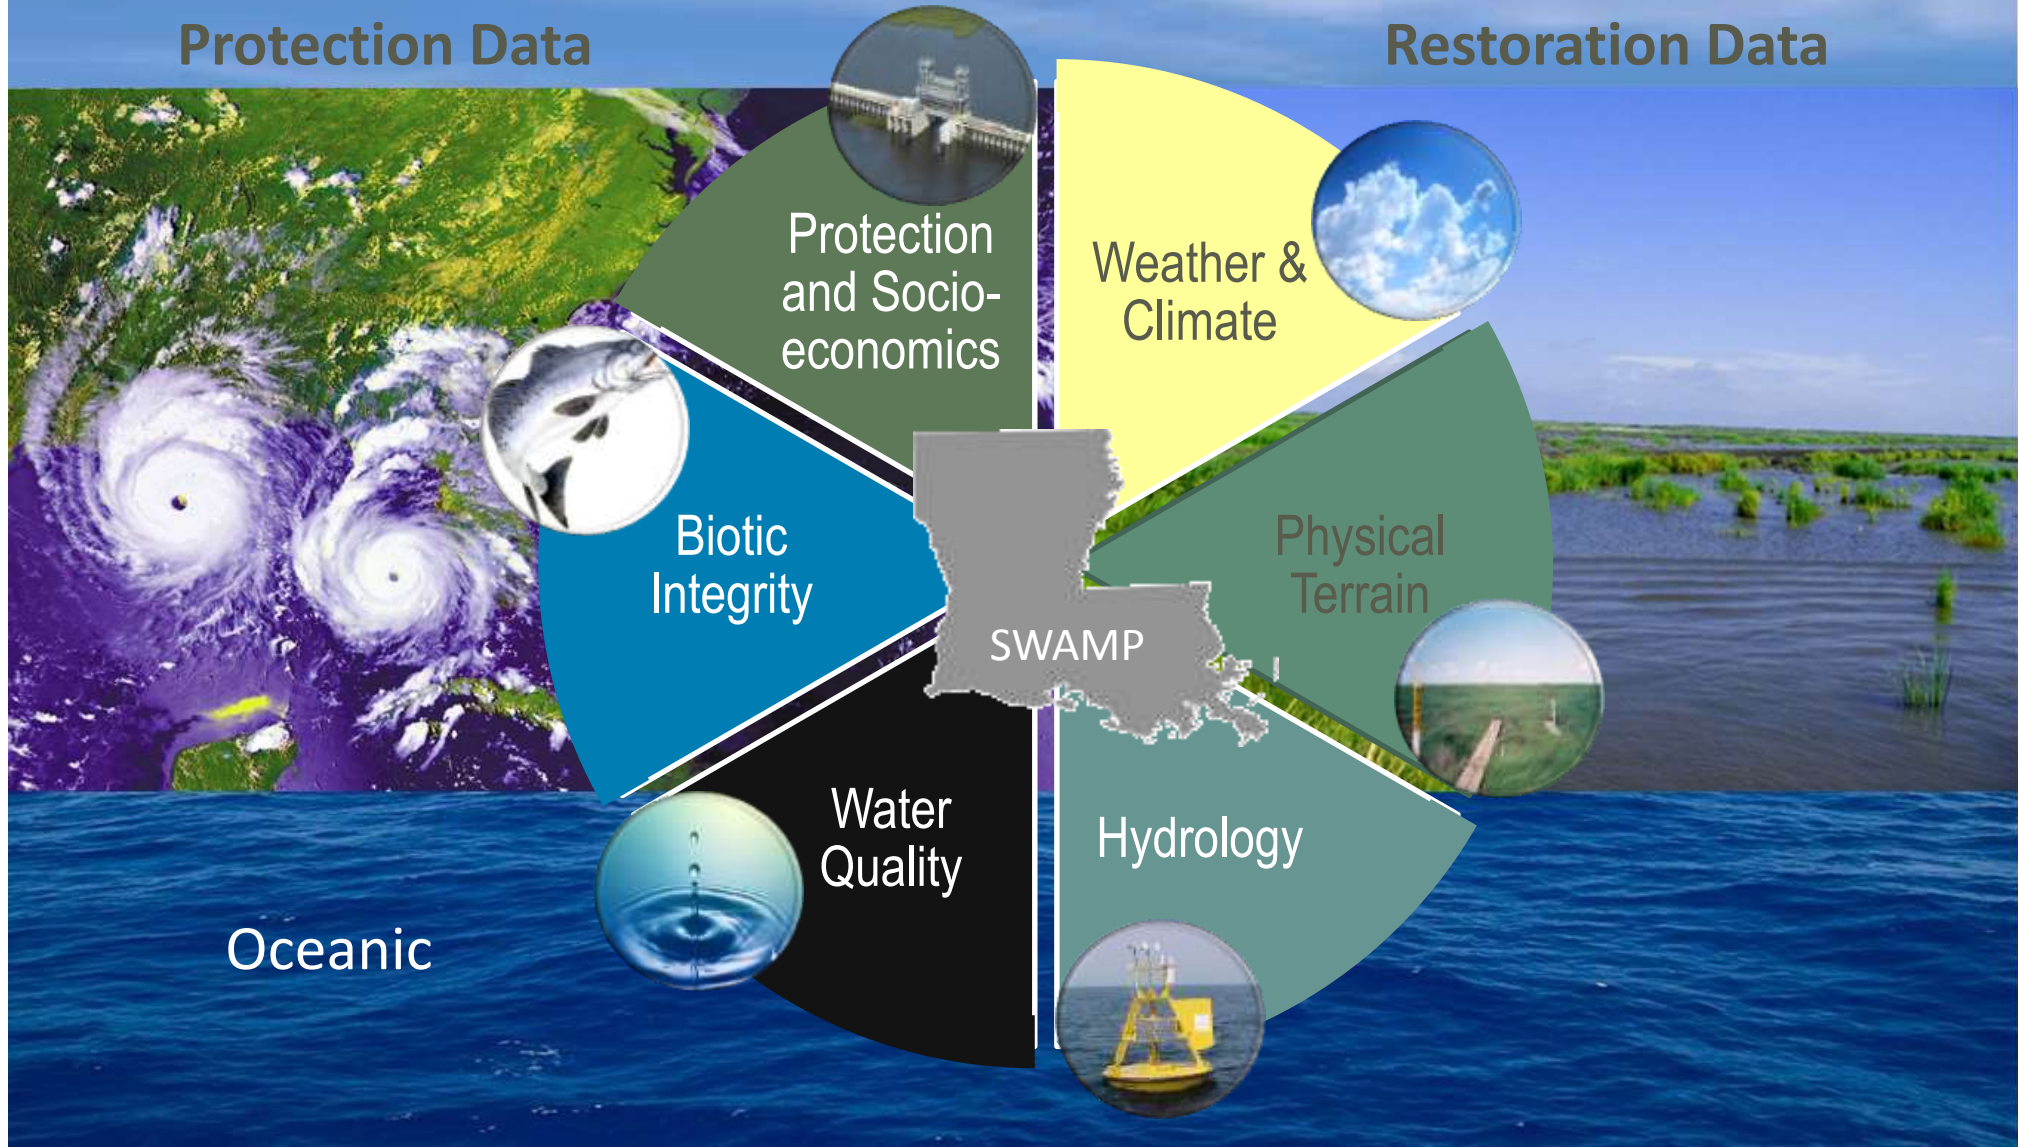 Protection Data
Restoration Data
Protection
and Socio-
economics
Weather &
Climate
Biotic
Integrity
Physical
Terrain
SWAMP
Water
Quality
Hydrology
Oceanic